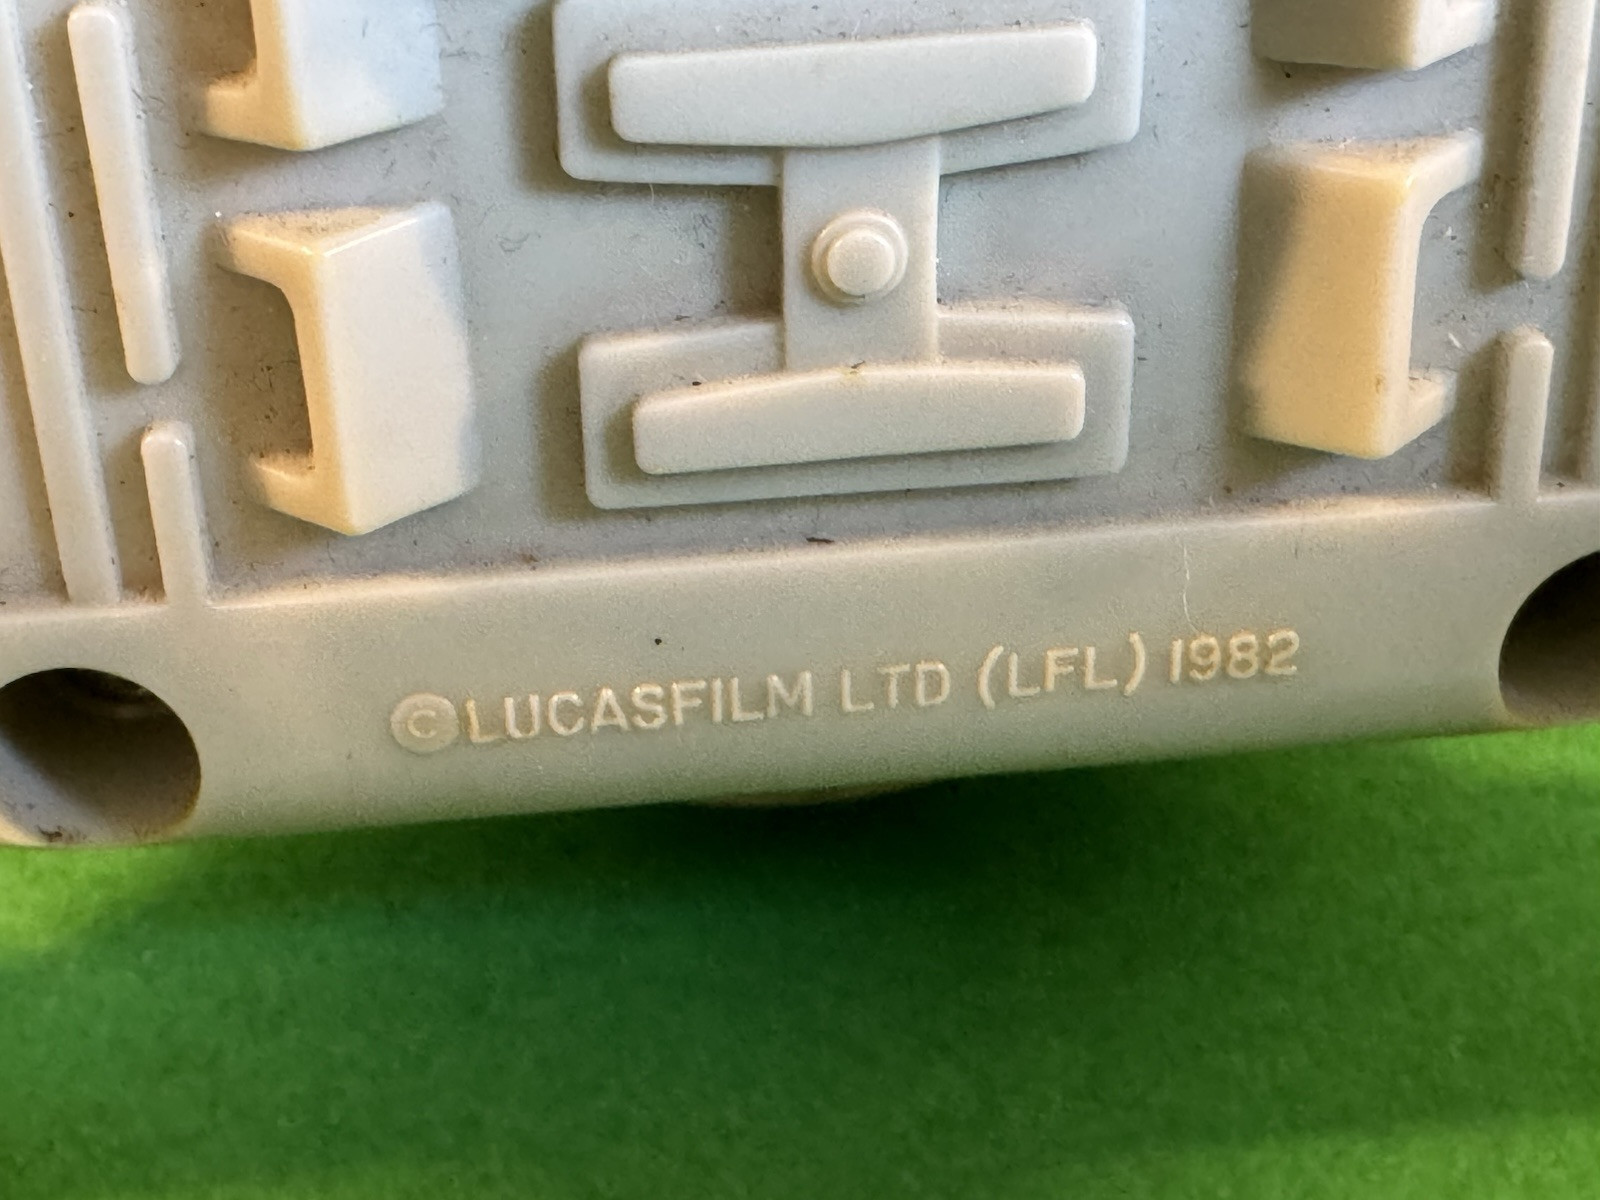 ©LUCASFILM LTD (LFL) 1982